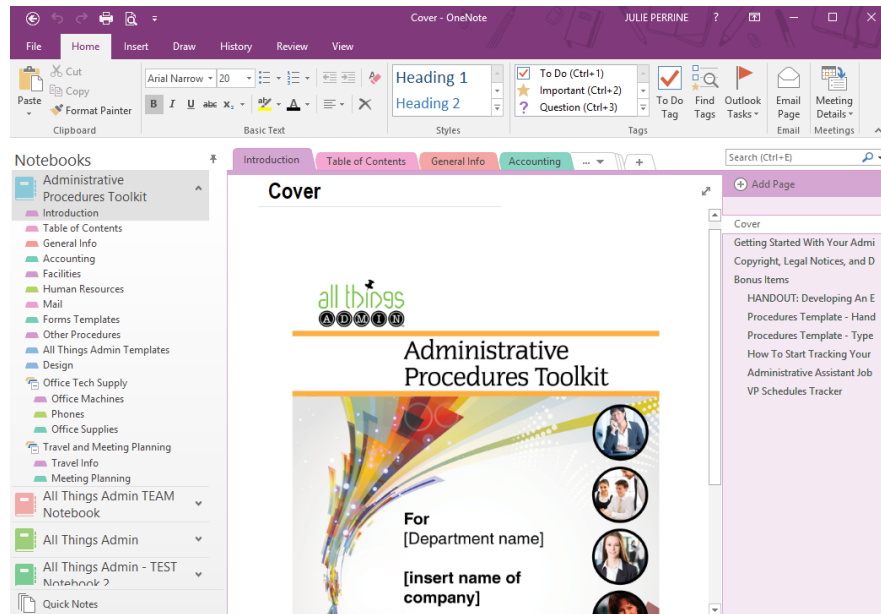 Cover - OneNote
JULIE PERRINE
?
File
Home
Insert
Draw
History
Review
View
Paste
Cut
Copy
Format Painter
Clipboard
Arial Narrow
20
B I U abc x₂
ab
A
Basic Text
Heading 1
Heading 2
Styles
To Do (Ctrl+1)
Important (Ctrl+2)
? Question (Ctrl+3)
To Do
Tag
Find
Tags
Outlook
Tasks
Tags
Email
Page
Email
Meeting
Details
Meetings
Notebooks
Administrative
Procedures Toolkit
Introduction
Table of Contents
General Info
Accounting
Facilities
Human Resources
Mail
Forms Templates
Other Procedures
All Things Admin Templates
Design
Office Tech Supply
Office Machines
Phones
Office Supplies
Travel and Meeting Planning
Travel Info
Meeting Planning
All Things Admin TEAM
Notebook
All Things Admin
All Things Admin - TEST
Notebook 2
Quick Notes
Introduction
Table of Contents
General Info
Accounting
...
+
Search (Ctrl+E)
Cover
all things
ADMIN
Administrative
Procedures Toolkit
For
[Department name]
[insert name of
company]
Add Page
Cover
Getting Started With Your Admi
Copyright, Legal Notices, and D
Bonus Items
HANDOUT: Developing An E
Procedures Template - Hand
Procedures Template - Type
How To Start Tracking Your
Administrative Assistant Job
VP Schedules Tracker